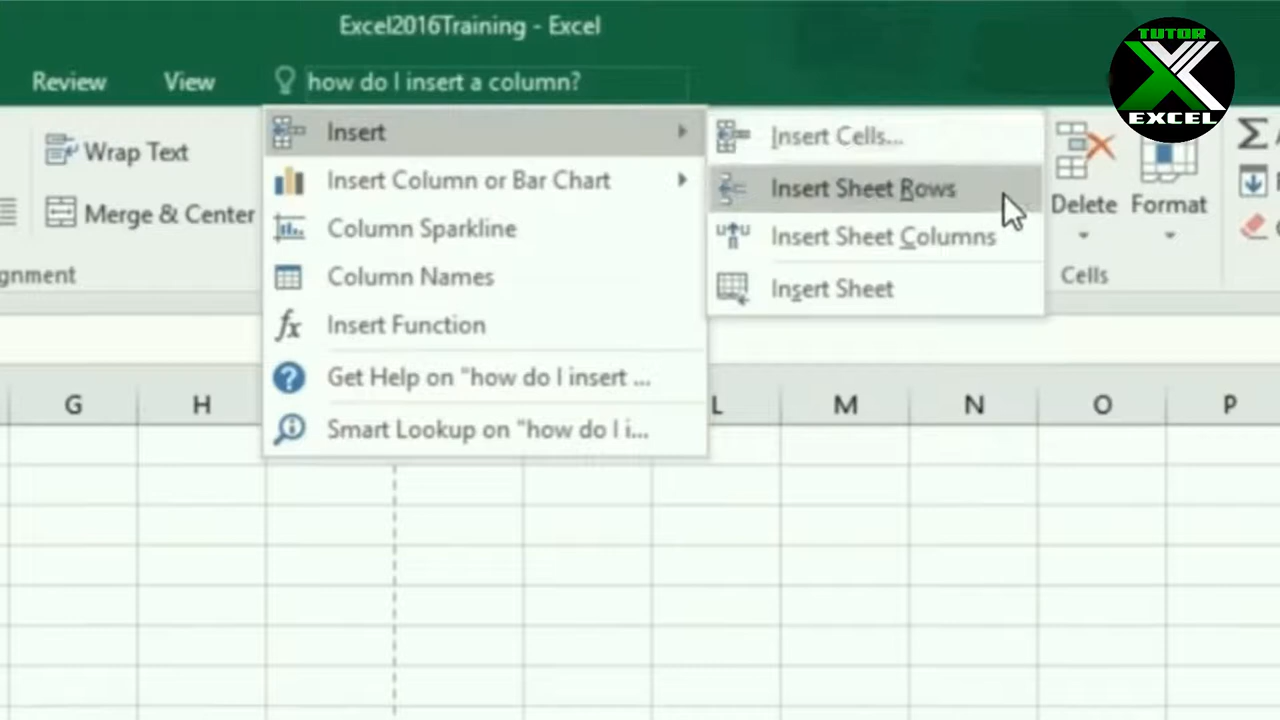 Excel2016Training - Excel
TUTOR
EXCEL
Review
View
how do I insert a column?
Wrap Text
Merge & Center
gnment
Insert
Insert Column or Bar Chart
Column Sparkline
Column Names
fx Insert Function
Get Help on "how do I insert ...
Smart Lookup on "how do I i...
Insert Cells...
Insert Sheet Rows
Insert Sheet Columns
Insert Sheet
Delete
Format
Cells
G H L M N O P